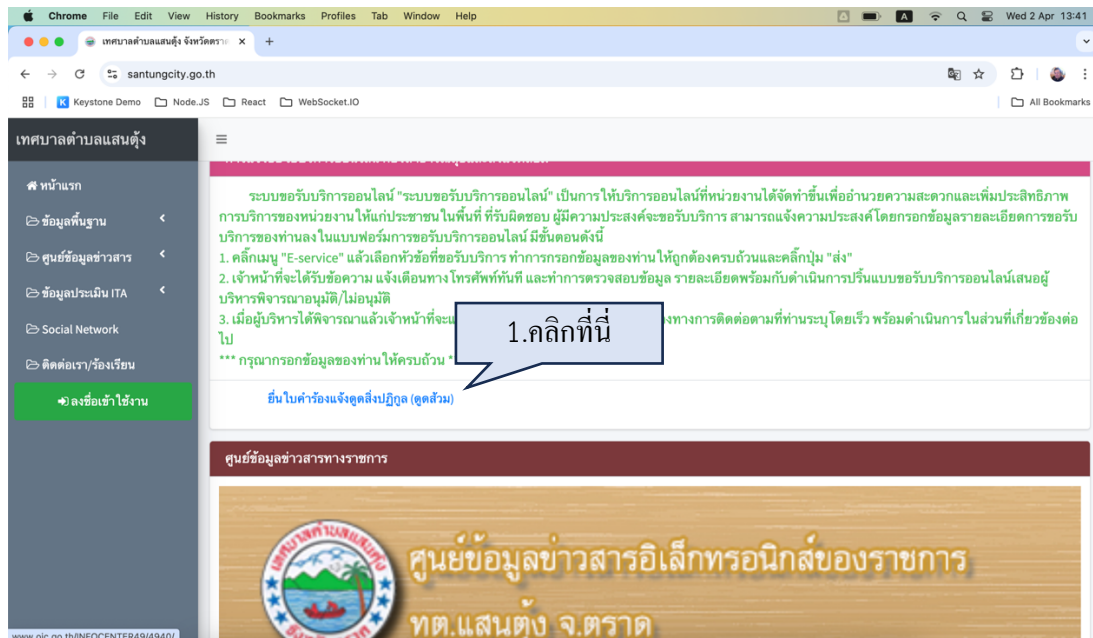 Chrome File Edit View History Bookmarks Profiles Tab Window Help
A
Wed 2 Apr 13:41
เทศบาลตำบลแสนตุ้ง จังหวัดตราด
santungcity.go.th
Keystone Demo Node.JS React WebSocket.IO All Bookmarks
เทศบาลตำบลแสนตุ้ง
หน้าแรก
ข้อมูลพื้นฐาน
ศูนย์ข้อมูลข่าวสาร
ข้อมูลประเมิน ITA
Social Network
ติดต่อเรา/ร้องเรียน
ลงชื่อเข้าใช้งาน
ระบบขอรับบริการออนไลน์ "ระบบขอรับบริการออนไลน์" เป็นการให้บริการออนไลน์ที่หน่วยงานได้จัดทำขึ้นเพื่ออำนวยความสะดวกและเพิ่มประสิทธิภาพ
การบริการของหน่วยงานให้แก่ประชาชนในพื้นที่ ที่รับผิดชอบ ผู้มีความประสงค์จะขอรับบริการ สามารถแจ้งความประสงค์โดยกรอกข้อมูลรายละเอียดการขอรับ
บริการของท่านลงในแบบฟอร์มการขอรับบริการออนไลน์ มีขั้นตอนดังนี้
1. คลิ๊กเมนู "E-service" แล้วเลือกหัวข้อที่ขอรับบริการ ทำการกรอกข้อมูลของท่าน ให้ถูกต้องครบถ้วนและคลิ๊กปุ่ม "ส่ง"
2. เจ้าหน้าที่จะได้รับข้อความ แจ้งเตือนทางโทรศัพท์ทันที และทำการตรวจสอบข้อมูล รายละเอียดพร้อมกับดำเนินการปริ้นแบบขอรับบริการออนไลน์เสนอผู้
บริหารพิจารณาอนุมัติ/ไม่อนุมัติ
3. เมื่อผู้บริหารได้พิจารณาแล้วเจ้าหน้าที่จะแ งทางการติดต่อตามที่ท่านระบุโดยเร็ว พร้อมดำเนินการในส่วนที่เกี่ยวข้องต่อ
ไป
*** กรุณากรอกข้อมูลของท่านให้ครบถ้วน *
1.คลิกที่นี่
ยื่นใบคำร้องแจ้งดูดสิ่งปฏิกูล (ดูดส้วม)
ศูนย์ข้อมูลข่าวสารทางราชการ
ศูนย์ข้อมูลข่าวสารอิเล็กทรอนิกส์ของราชการ
ทต.แสนตุ้ง จ.ตราด
www.oic.go.th/INFOCENTER49/4940/